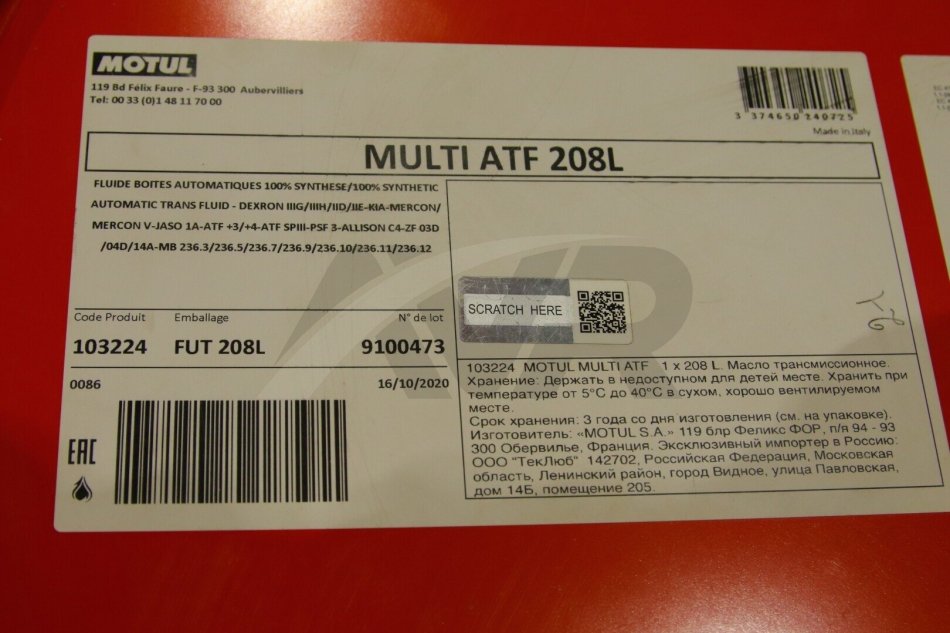 MOTUL
119 Bd Félix Faure - F-93 300 Aubervilliers
Tel: 00 33 (0)1 48 11 70 00
3 374650 240725
Made in Italy
MULTI ATF 208L
FLUIDE BOITES AUTOMATIQUES 100% SYNTHESE/100% SYNTHETIC
AUTOMATIC TRANS FLUID - DEXRON IIIG/IIIH/IID/IIE-KIA-MERCON/
MERCON V-JASO 1A-ATF +3/+4-ATF SPIII-PSF 3-ALLISON C4-ZF 03D
/04D/14A-MB 236.3/236.5/236.7/236.9/236.10/236.11/236.12
SCRATCH HERE
Code Produit Emballage N° de lot
103224 FUT 208L 9100473
0086 16/10/2020
EAC
103224 MOTUL MULTI ATF 1 x 208 L. Масло трансмиссионное.
Хранение: Держать в недоступном для детей месте. Хранить при
температуре от 5°C до 40°C в сухом, хорошо вентилируемом
месте.
Срок хранения: 3 года со дня изготовления (см. на упаковке).
Изготовитель: «MOTUL S.A.» 119 блр Феликс ФОР, п/я 94 - 93
300 Обервилье, Франция. Эксклюзивный импортер в Россию:
ООО "ТекЛюб" 142702, Российская Федерация, Московская
область, Ленинский район, город Видное, улица Павловская,
дом 14Б, помещение 205.